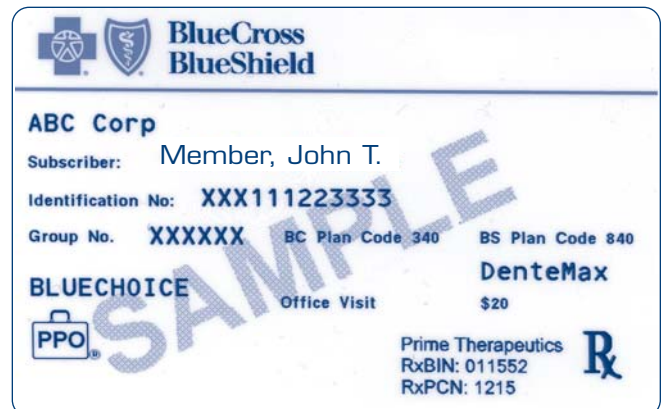 BlueCross
BlueShield
ABC Corp
Subscriber: Member, John T.
Identification No: XXX111223333
Group No. XXXXXX BC Plan Code 340 BS Plan Code 840
DenteMax
BLUECHOICE
Office Visit $20
PPO®
Prime Therapeutics
RxBIN: 011552
RxPCN: 1215
Rx
SAMPLE